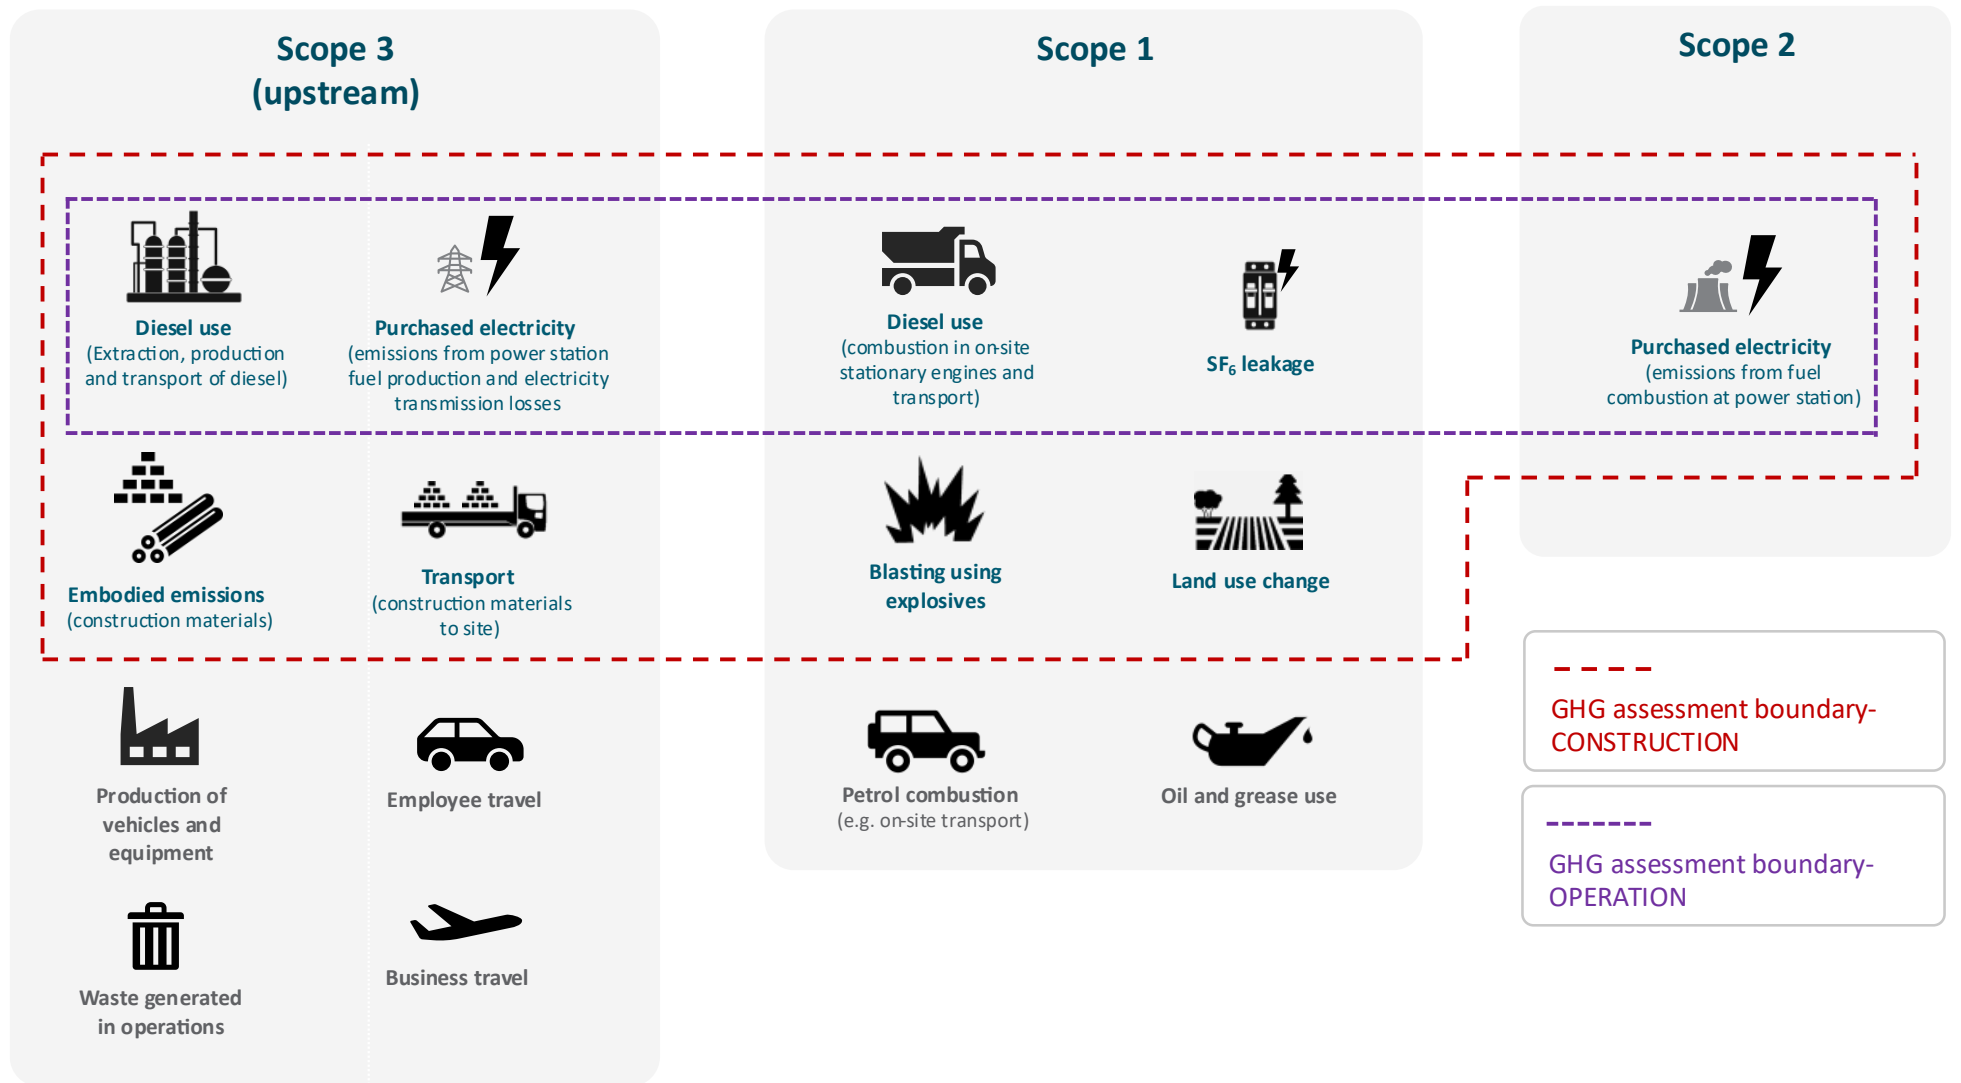 Scope 3
(upstream)
Scope 1
Scope 2
Diesel use
(Extraction, production
and transport of diesel)
Purchased electricity
(emissions from power station
fuel production and electricity
transmission losses
Diesel use
(combustion in on-site
stationary engines and
transport)
SF₆ leakage
Purchased electricity
(emissions from fuel
combustion at power station)
Embodied emissions
(construction materials)
Transport
(construction materials
to site)
Blasting using
explosives
Land use change
Production of
vehicles and
equipment
Employee travel
Petrol combustion
(e.g. on-site transport)
Oil and grease use
Waste generated
in operations
Business travel
GHG assessment boundary-
CONSTRUCTION
GHG assessment boundary-
OPERATION